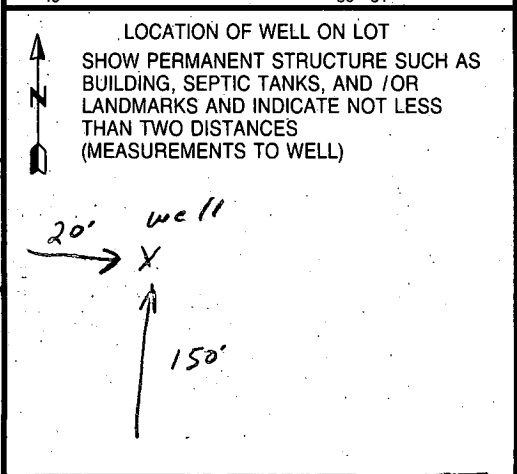 LOCATION OF WELL ON LOT
SHOW PERMANENT STRUCTURE SUCH AS
BUILDING, SEPTIC TANKS, AND /OR
LANDMARKS AND INDICATE NOT LESS
THAN TWO DISTANCES
(MEASUREMENTS TO WELL)
N
well
20'
X
150'